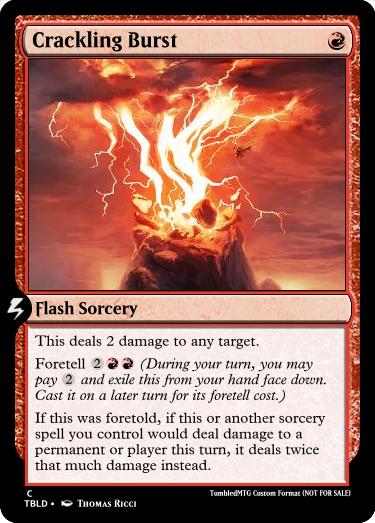 Crackling Burst
Flash Sorcery
This deals 2 damage to any target.
Foretell 2 (During your turn, you may
pay 2 and exile this from your hand face down.
Cast it on a later turn for its foretell cost.)
If this was foretold, if this or another sorcery
spell you control would deal damage to a
permanent or player this turn, it deals twice
that much damage instead.
C
TBLD • Thomas Ricci
TumbledMTG Custom Format (NOT FOR SALE)